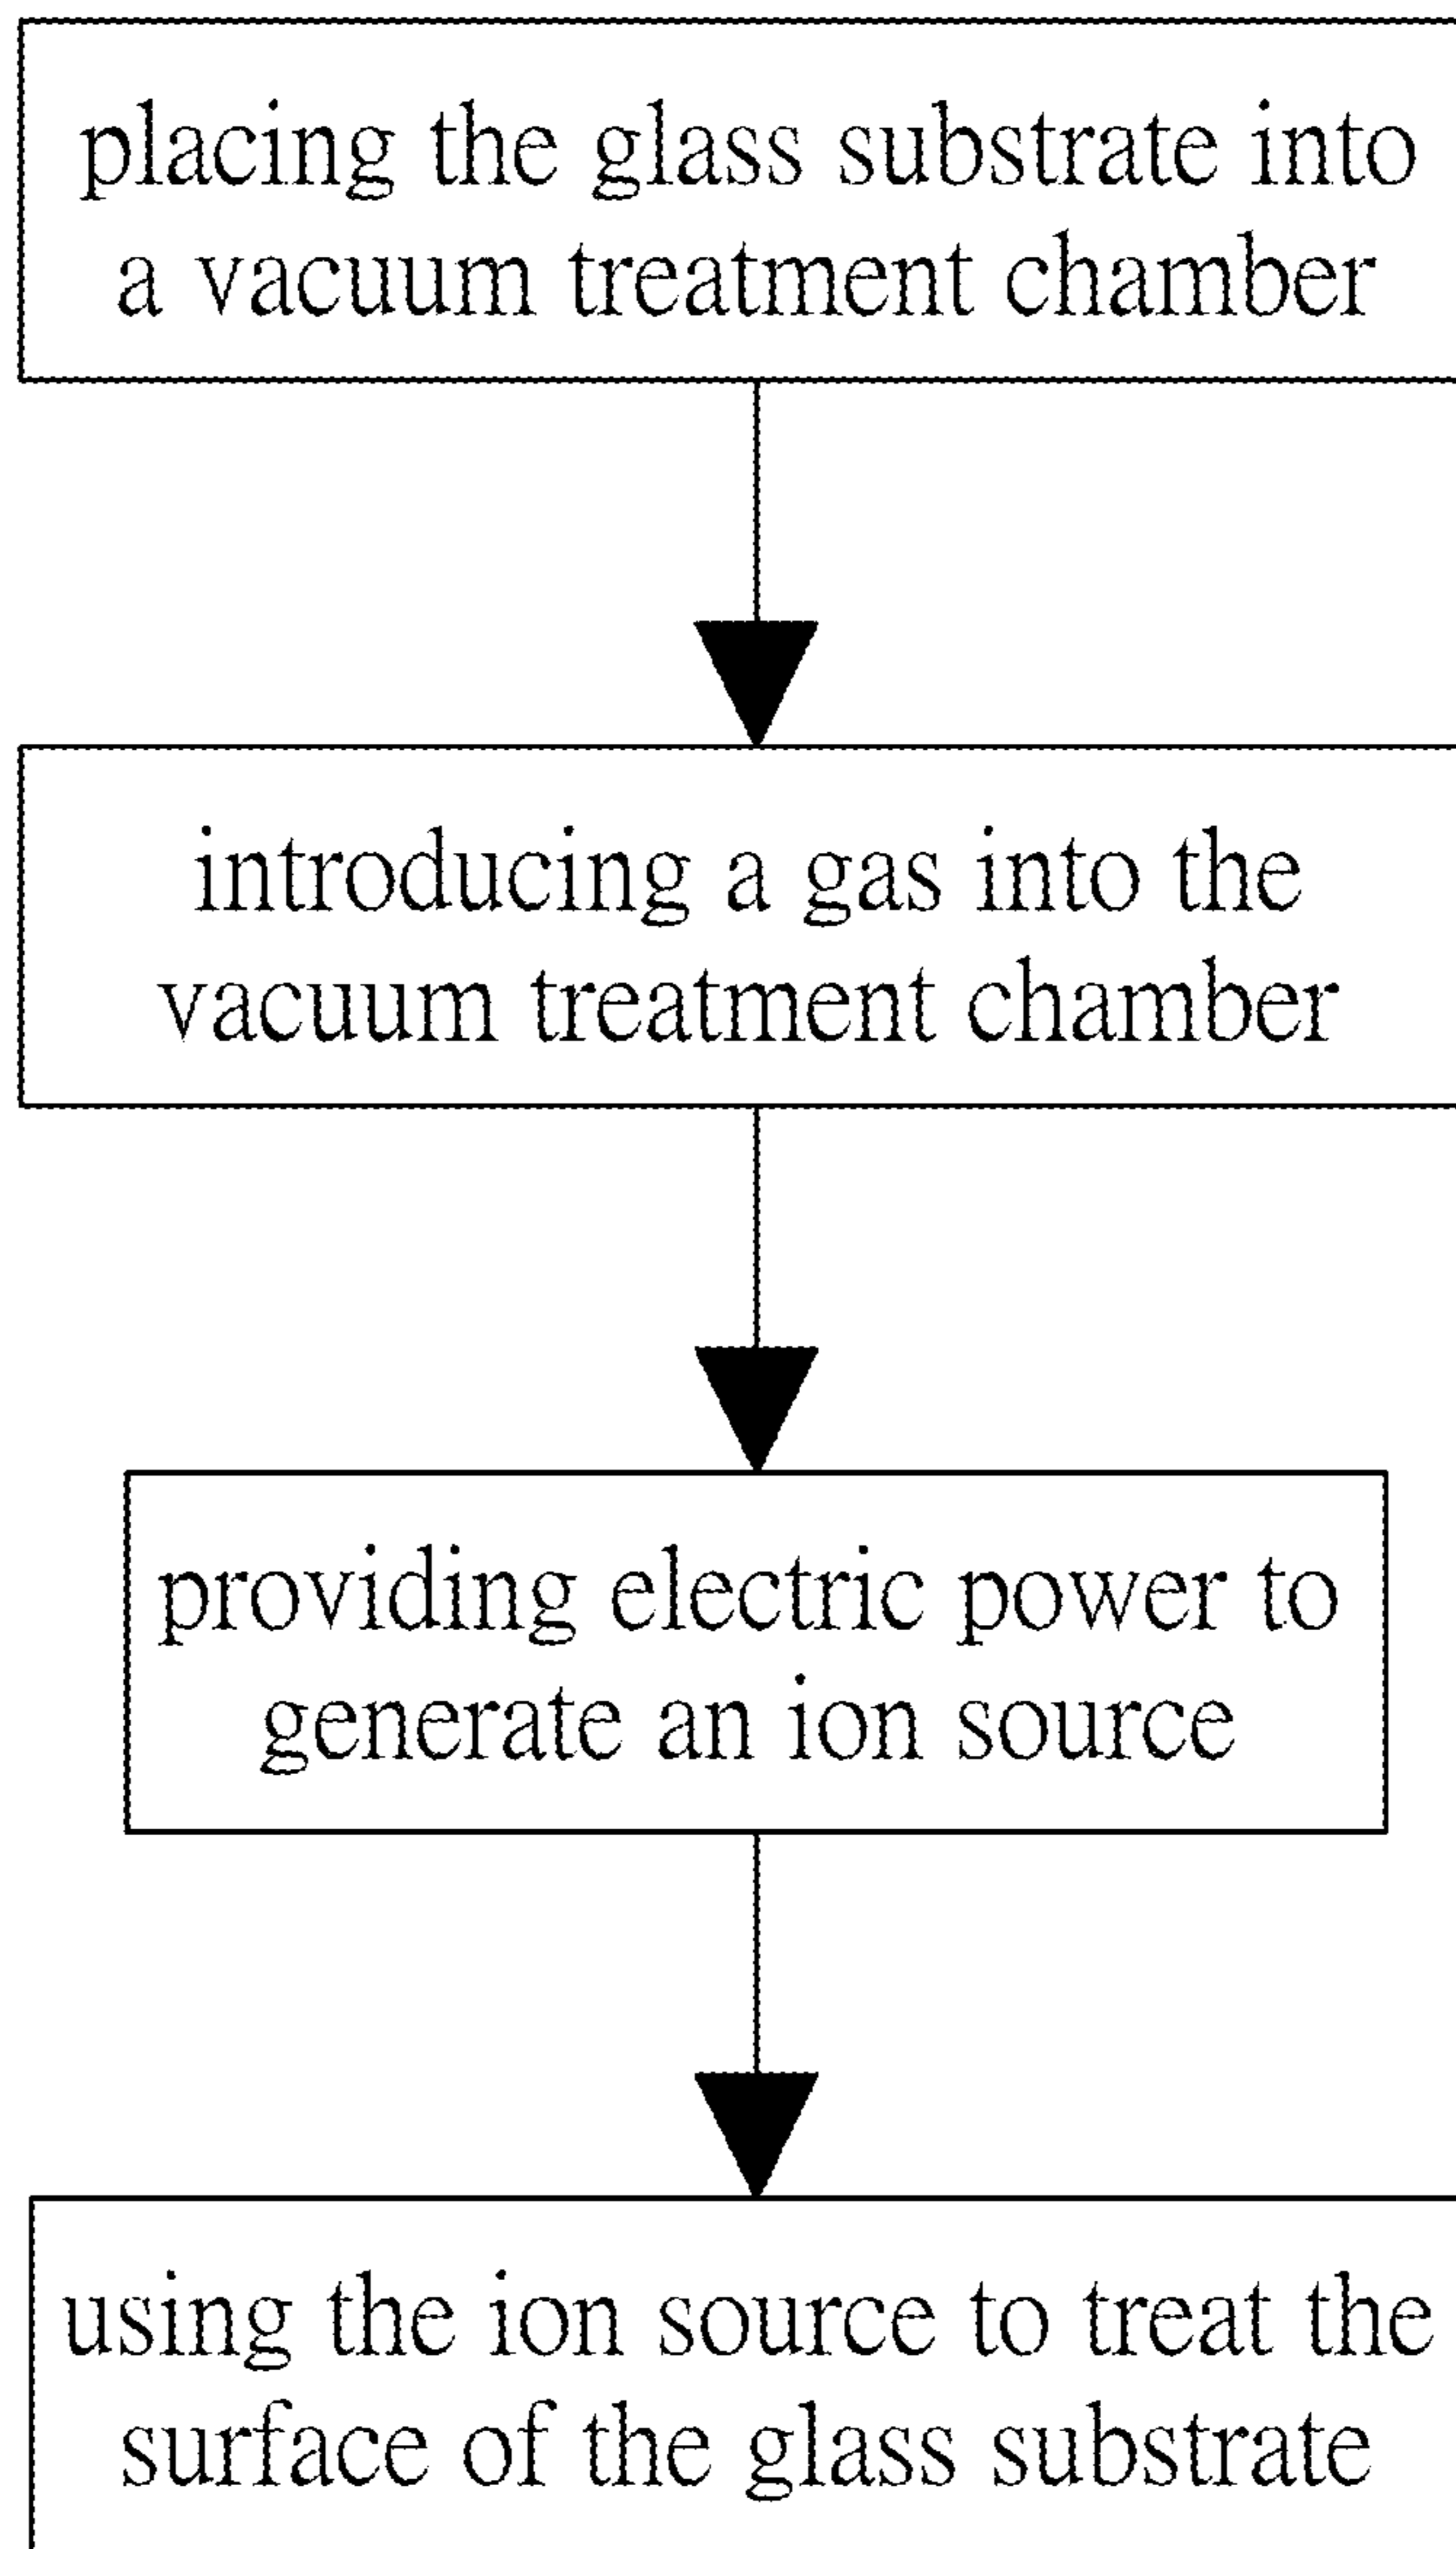 placing the glass substrate into
a vacuum treatment chamber
introducing a gas into the
vacuum treatment chamber
providing electric power to
generate an ion source
using the ion source to treat the
surface of the glass substrate